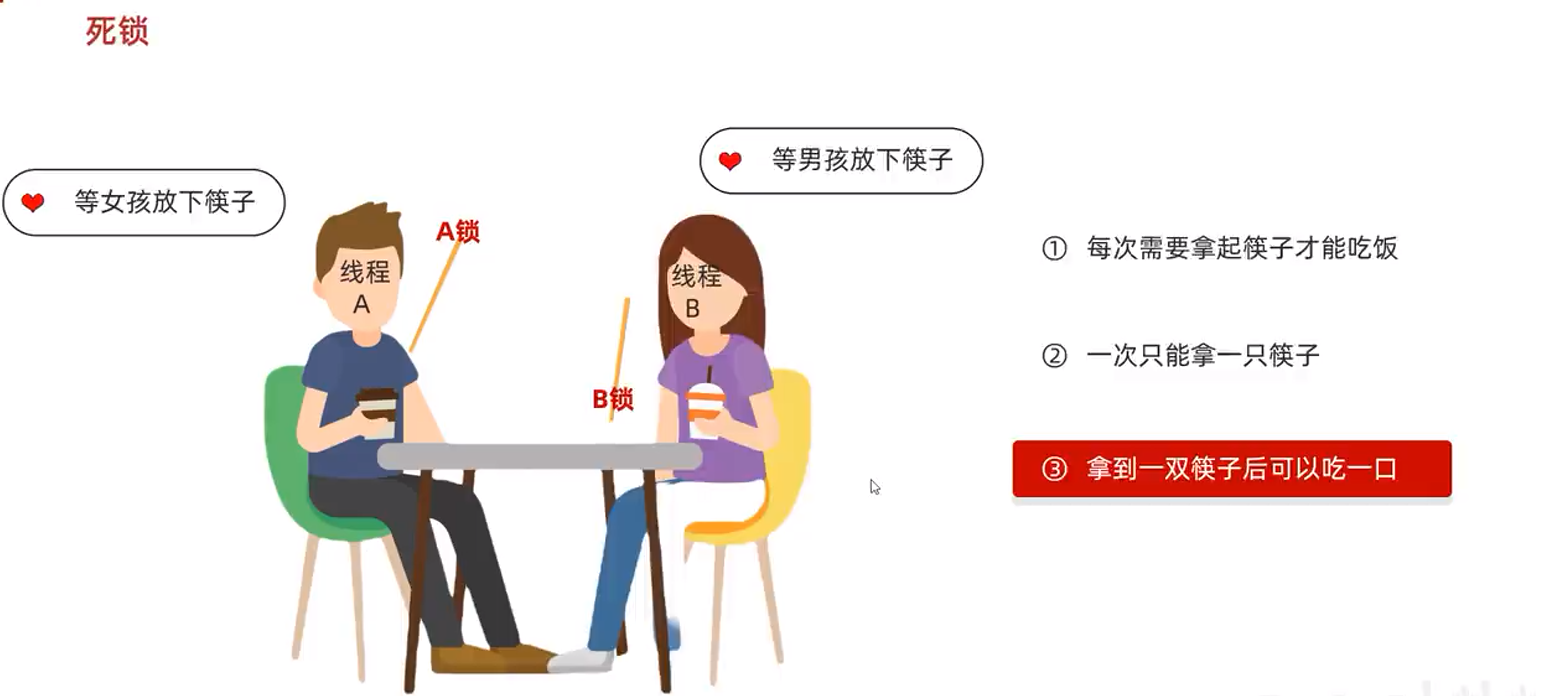 死锁
等男孩放下筷子
等女孩放下筷子
A锁
线程
A
线程
B
B锁
① 每次需要拿起筷子才能吃饭
② 一次只能拿一只筷子
③ 拿到一双筷子后可以吃一口